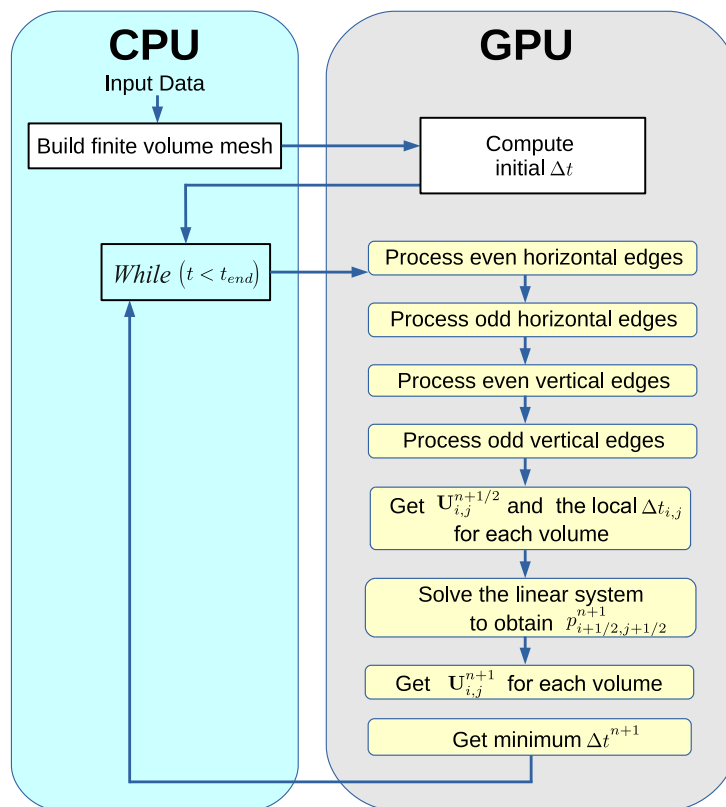 CPU
Input Data
Build finite volume mesh
While (t < t_{end})
GPU
Compute
initial Δt
Process even horizontal edges
Process odd horizontal edges
Process even vertical edges
Process odd vertical edges
Get U_{i,j}^{n+1/2} and the local Δt_{i,j}
for each volume
Solve the linear system
to obtain p_{i+1/2,j+1/2}^{n+1}
Get U_{i,j}^{n+1} for each volume
Get minimum Δt^{n+1}